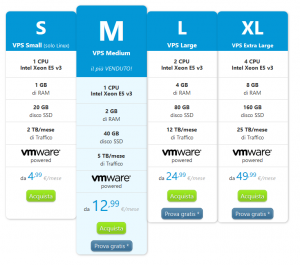 S
VPS Small (solo Linux)
1 CPU
Intel Xeon E5 v3
1 GB
di RAM
20 GB
disco SSD
2 TB/mese
di Traffico
vmware
powered
da 4,99 €/mese
Acquista
M
VPS Medium
il più VENDUTO!
1 CPU
Intel Xeon E5 v3
2 GB
di RAM
40 GB
disco SSD
5 TB/mese
di Traffico
vmware
powered
da 12,99 €/mese
Acquista
Prova gratis *
L
VPS Large
2 CPU
Intel Xeon E5 v3
4 GB
di RAM
80 GB
disco SSD
12 TB/mese
di Traffico
vmware
powered
da 24,99 €/mese
Acquista
Prova gratis *
XL
VPS Extra Large
4 CPU
Intel Xeon E5 v3
8 GB
di RAM
160 GB
disco SSD
25 TB/mese
di Traffico
vmware
powered
da 49,99 €/mese
Acquista
Prova gratis *